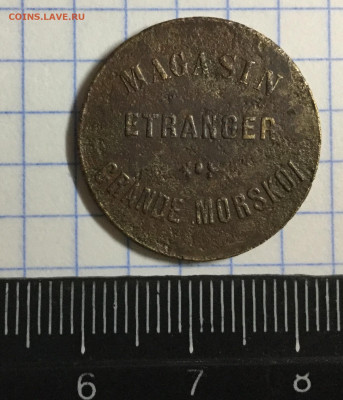 COINS.LAVE.RU
MAGASIN
ETRANGER
GRANDE MORSKOI
6 7 8